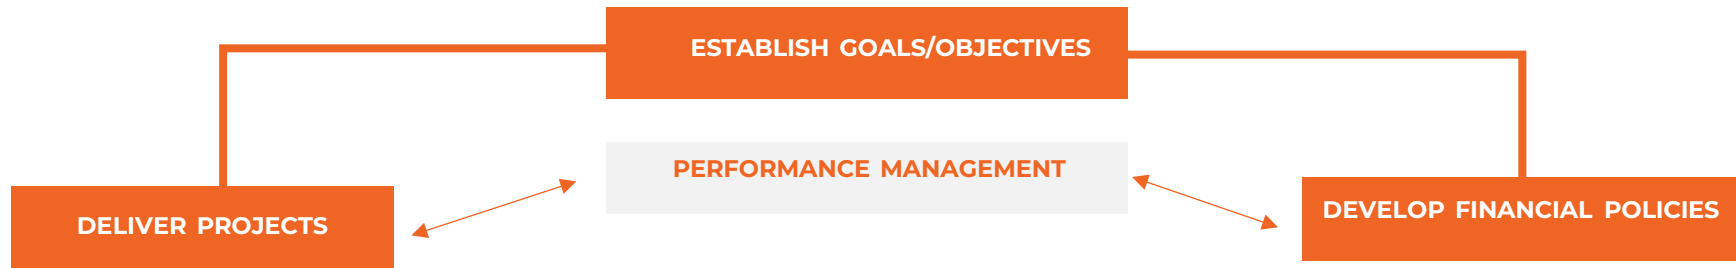 ESTABLISH GOALS/OBJECTIVES
PERFORMANCE MANAGEMENT
DELIVER PROJECTS
DEVELOP FINANCIAL POLICIES